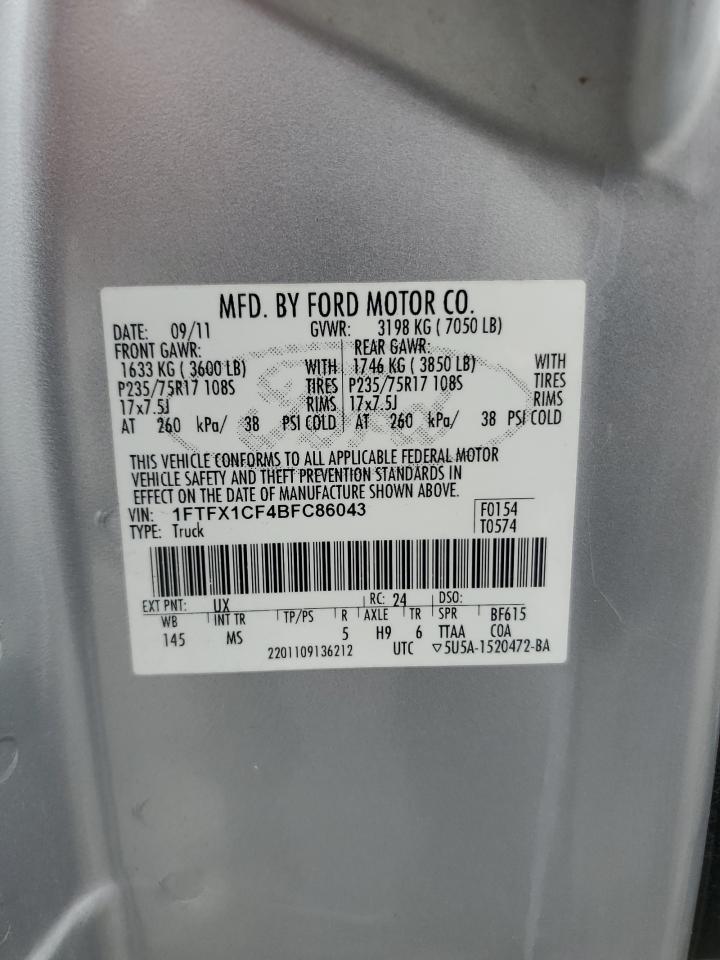 MFD. BY FORD MOTOR CO.
DATE: 09/11 GVWR: 3198 KG ( 7050 LB)
FRONT GAWR: REAR GAWR:
1633 KG ( 3600 LB) WITH 1746 KG ( 3850 LB) WITH
P235/75R17 108S TIRES P235/75R17 108S TIRES
17x7.5J RIMS 17x7.5J RIMS
AT 260 kPa/ 38 PSI COLD AT 260 kPa/ 38 PSI COLD
THIS VEHICLE CONFORMS TO ALL APPLICABLE FEDERAL MOTOR
VEHICLE SAFETY AND THEFT PREVENTION STANDARDS IN
EFFECT ON THE DATE OF MANUFACTURE SHOWN ABOVE.
VIN: 1FTFX1CF4BFC86043 F0154
TYPE: Truck T0574
EXT PNT: UX RC: 24 DSO:
WB INT TR TP/PS R AXLE TR SPR BF615
145 MS 5 H9 6 TTAA COA
2201109136212 UTC ▽5U5A-1520472-BA